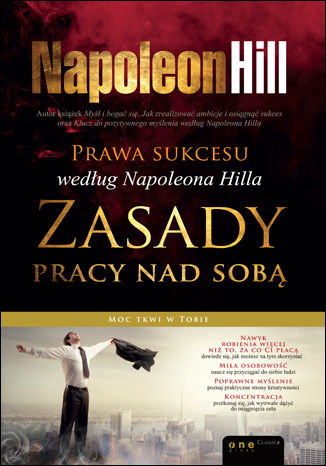 Napoleon Hill
Autor książek Myśl i bogać się, Jak zrealizować ambicje i osiągnąć sukces
oraz Klucz do pozytywnego myślenia według Napoleona Hilla
PRAWA SUKCESU
według Napoleona Hilla
ZASADY
PRACY NAD SOBĄ
MOC TKWI W TOBIE
NAWYK
ROBIENIA WIĘCEJ
NIŻ TO, ZA CO CI PŁACĄ
dowiedz się, jak możesz na tym skorzystać
MIŁA OSOBOWOŚĆ
naucz się przyciągać do siebie ludzi
POPRAWNE MYŚLENIE
poznaj praktyczne strony kreatywności
KONCENTRACJA
przekonaj się, jak wytrwale dążyć
do osiągnięcia celu
one Classics
press